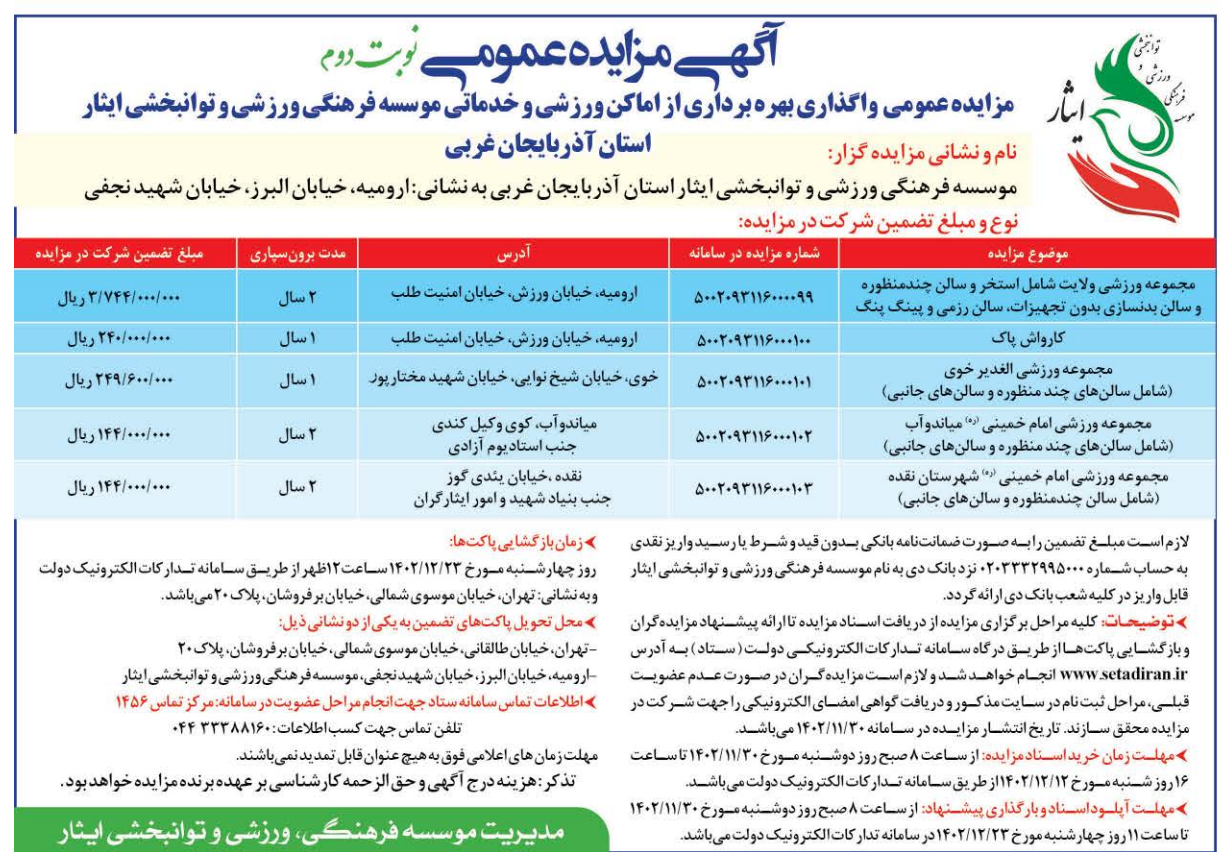 آگهی مزایده عمومی نوبت دوم
مزایده عمومی واگذاری بهره برداری از اماکن ورزشی و خدماتی موسسه فرهنگی ورزشی و توانبخشی ایثار
استان آذربایجان غربی
توانبخشی
ورزشی و
فرهنگی
موسسه
ایثار
نام و نشانی مزایده گزار:
موسسه فرهنگی ورزشی و توانبخشی ایثار استان آذربایجان غربی به نشانی: ارومیه، خیابان البرز، خیابان شهید نجفی
نوع و مبلغ تضمین شرکت در مزایده:
موضوع مزایده | شماره مزایده در سامانه | آدرس | مدت برون‌سپاری | مبلغ تضمین شرکت در مزایده
مجموعه ورزشی ولایت شامل استخر و سالن چندمنظوره
و سالن بدنسازی بدون تجهیزات، سالن رزمی و پینگ پنگ | ۵۰۰۲۰۹۳۱۱۶۰۰۰۰۹۹ | ارومیه، خیابان ورزش، خیابان امنیت طلب | ۲ سال | ۳/۷۴۴/۰۰۰/۰۰۰ ریال
کارواش پاک | ۵۰۰۲۰۹۳۱۱۶۰۰۰۱۰۰ | ارومیه، خیابان ورزش، خیابان امنیت طلب | ۱ سال | ۲۴۰/۰۰۰/۰۰۰ ریال
مجموعه ورزشی الغدیر خوی
(شامل سالن‌های چند منظوره و سالن‌های جانبی) | ۵۰۰۲۰۹۳۱۱۶۰۰۰۱۰۱ | خوی، خیابان شیخ نوایی، خیابان شهید مختارپور | ۱ سال | ۲۴۹/۶۰۰/۰۰۰ ریال
مجموعه ورزشی امام خمینی (ره) میاندوآب
(شامل سالن‌های چند منظوره و سالن‌های جانبی) | ۵۰۰۲۰۹۳۱۱۶۰۰۰۱۰۲ | میاندوآب، کوی وکیل کندی
جنب استادیوم آزادی | ۲ سال | ۱۴۴/۰۰۰/۰۰۰ ریال
مجموعه ورزشی امام خمینی (ره) شهرستان نقده
(شامل سالن چندمنظوره و سالن‌های جانبی) | ۵۰۰۲۰۹۳۱۱۶۰۰۰۱۰۳ | نقده ،خیابان یئدی گوز
جنب بنیاد شهید و امور ایثارگران | ۲ سال | ۱۴۴/۰۰۰/۰۰۰ ریال
لازم است مبلغ تضمین را به صورت ضمانت‌نامه بانکی بدون قید و شرط یا رسید واریز نقدی
به حساب شماره ۰۲۰۳۳۳۲۹۹۵۰۰۰ نزد بانک دی به نام موسسه فرهنگی ورزشی و توانبخشی ایثار
قابل واریز در کلیه شعب بانک دی ارائه گردد.
توضیحات: کلیه مراحل برگزاری مزایده از دریافت اسناد مزایده تا ارائه پیشنهاد مزایده‌گران
و بازگشایی پاکت‌ها از طریق درگاه سامانه تدارکات الکترونیکی دولت (ستاد) به آدرس
www.setadiran.ir انجام خواهد شد و لازم است مزایده‌گران در صورت عدم عضویت
قبلی، مراحل ثبت نام در سایت مذکور و دریافت گواهی امضای الکترونیکی را جهت شرکت در
مزایده محقق سازند. تاریخ انتشار مزایده در سامانه ۱۴۰۲/۱۱/۳۰ می‌باشد.
مهلت زمان خرید اسناد مزایده: از ساعت ۸ صبح روز دوشنبه مورخ ۱۴۰۲/۱۱/۳۰ تا ساعت
۱۶ روز شنبه مورخ ۱۴۰۲/۱۲/۱۲ از طریق سامانه تدارکات الکترونیک دولت می‌باشد.
مهلت آپلود اسناد و بارگذاری پیشنهاد: از ساعت ۸ صبح روز دوشنبه مورخ ۱۴۰۲/۱۱/۳۰
تا ساعت ۱۱ روز چهارشنبه مورخ ۱۴۰۲/۱۲/۲۳ در سامانه تدارکات الکترونیک دولت می‌باشد.
زمان بازگشایی پاکت‌ها:
روز چهارشنبه مورخ ۱۴۰۲/۱۲/۲۳ ساعت ۱۲ظهر از طریق سامانه تدارکات الکترونیک دولت
و به نشانی: تهران، خیابان موسوی شمالی، خیابان برفروشان، پلاک ۲۰ می‌باشد.
محل تحویل پاکت‌های تضمین به یکی از دو نشانی ذیل:
-تهران، خیابان طالقانی، خیابان موسوی شمالی، خیابان برفروشان، پلاک ۲۰
-ارومیه، خیابان البرز، خیابان شهید نجفی، موسسه فرهنگی ورزشی و توانبخشی ایثار
اطلاعات تماس سامانه ستاد جهت انجام مراحل عضویت در سامانه: مرکز تماس ۱۴۵۶
تلفن تماس جهت کسب اطلاعات: ۳۳۳۸۸۱۶۰ ۰۴۴
مهلت زمان های اعلامی فوق به هیچ عنوان قابل تمدید نمی‌باشند.
تذکر: هزینه درج آگهی و حق الزحمه کارشناسی بر عهده برنده مزایده خواهد بود.
مدیریت موسسه فرهنگی، ورزشی و توانبخشی ایثار